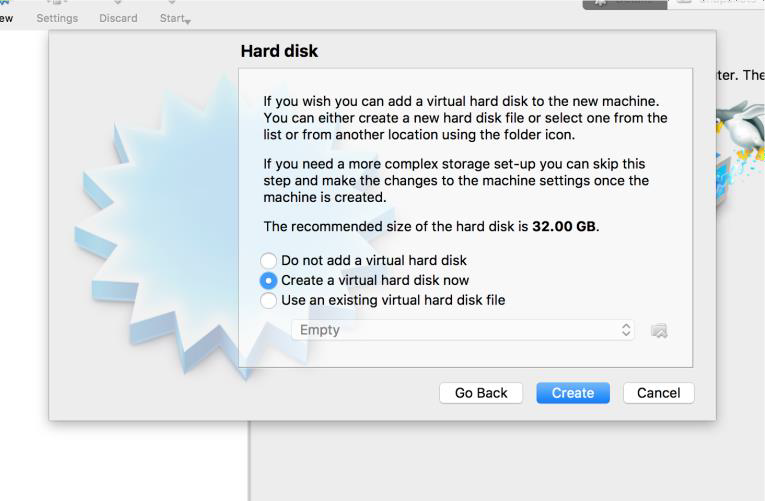 ew Settings Discard Start
Hard disk
ter. The
If you wish you can add a virtual hard disk to the new machine.
You can either create a new hard disk file or select one from the
list or from another location using the folder icon.
If you need a more complex storage set-up you can skip this
step and make the changes to the machine settings once the
machine is created.
The recommended size of the hard disk is 32.00 GB.
Do not add a virtual hard disk
Create a virtual hard disk now
Use an existing virtual hard disk file
Empty
Go Back Create Cancel